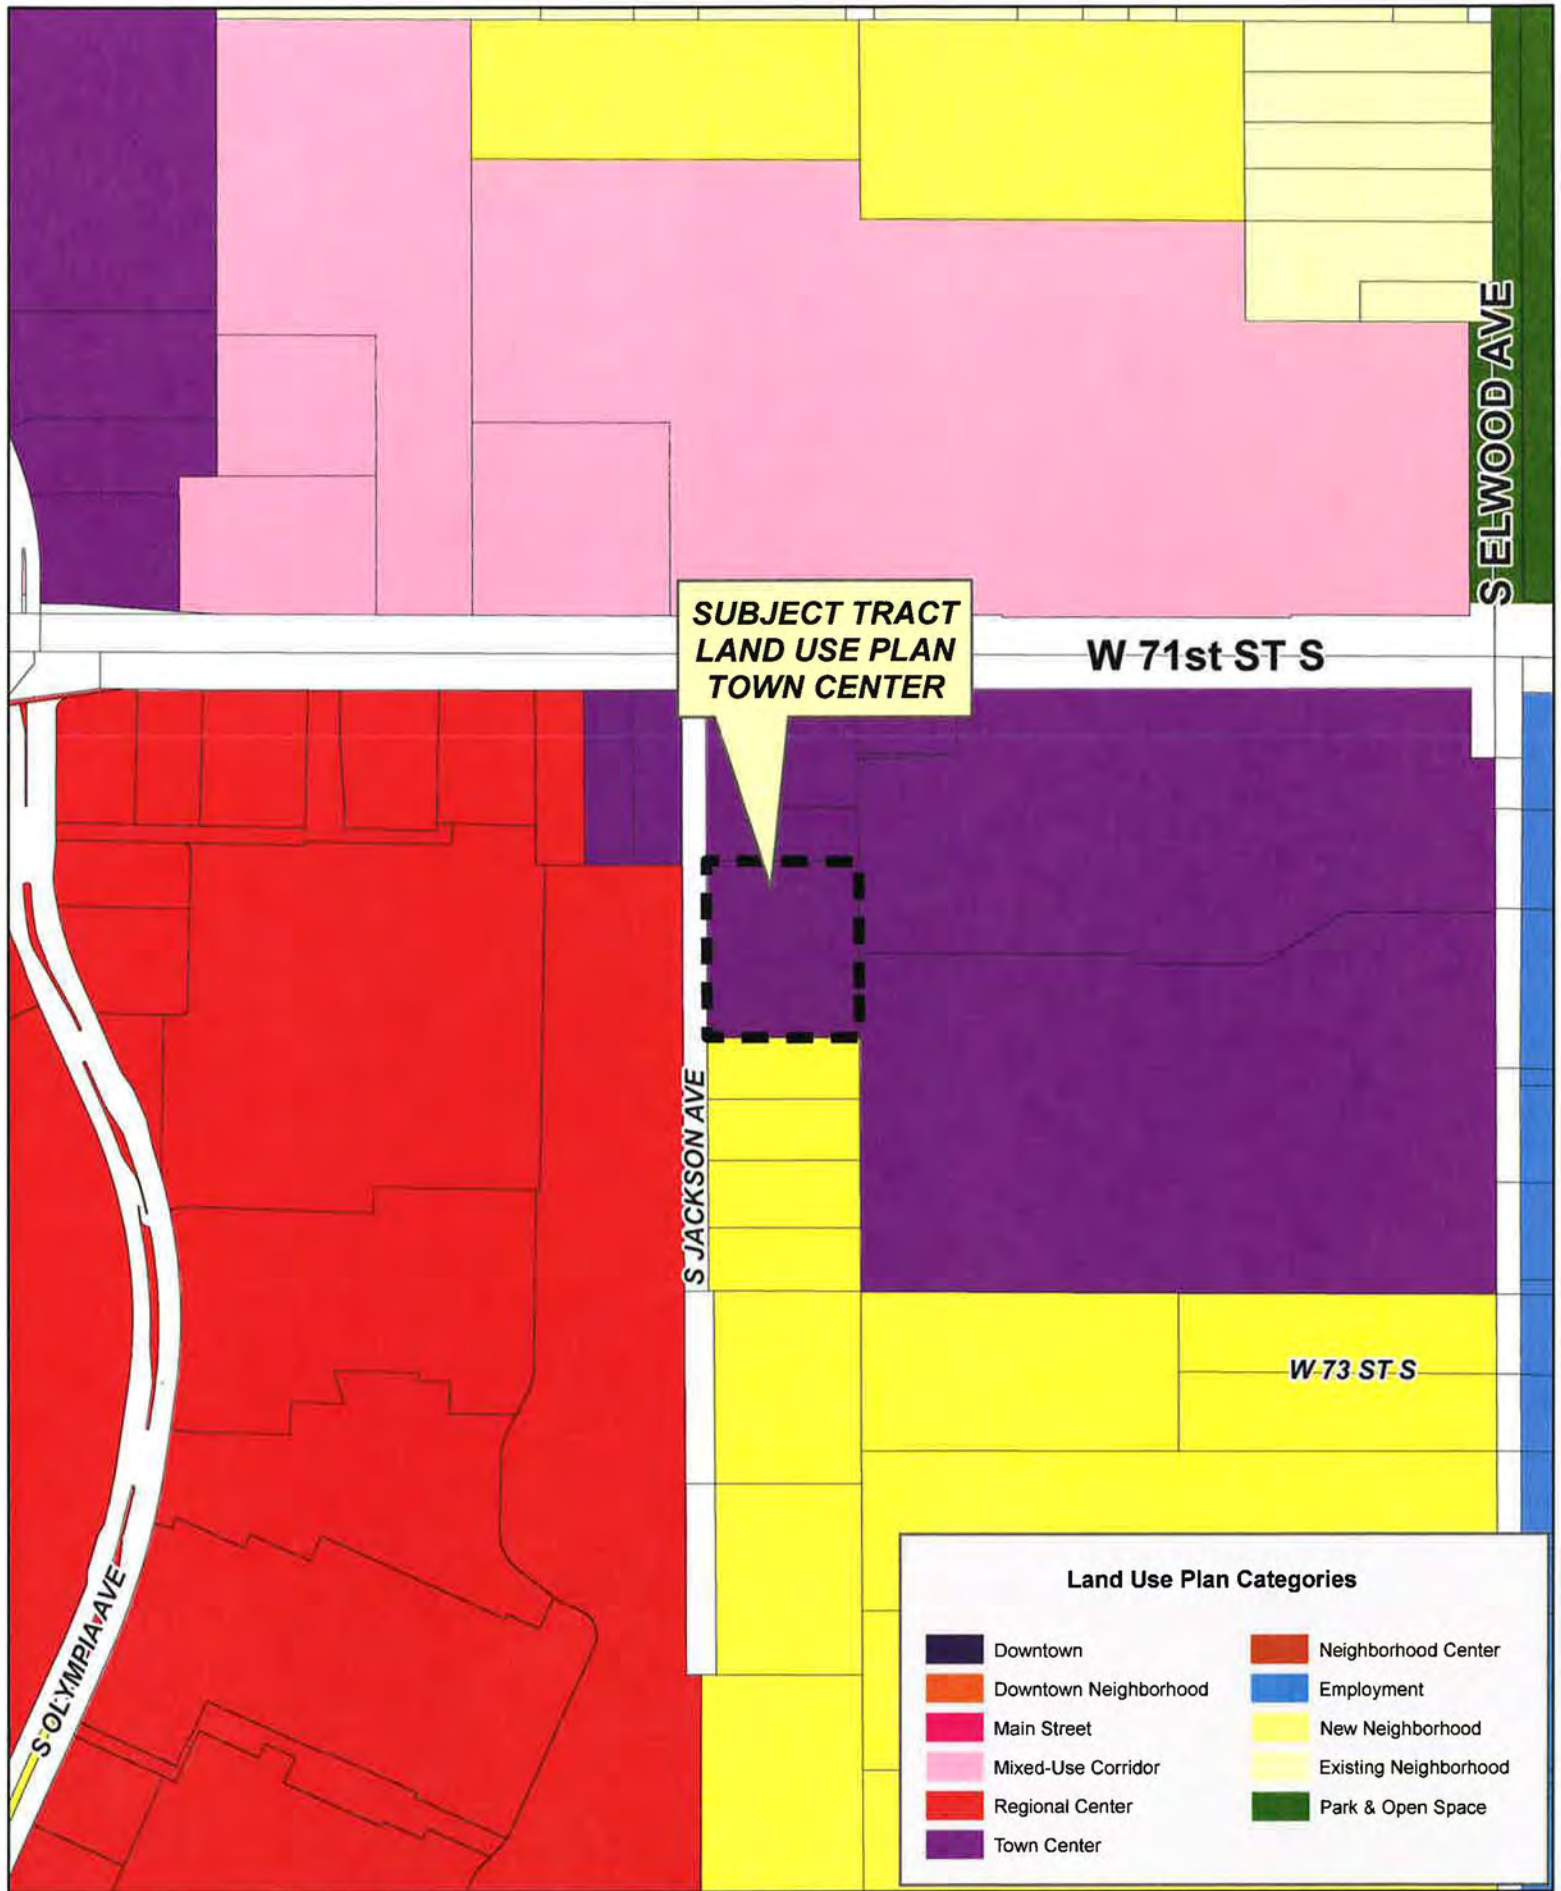 S ELWOOD AVE
SUBJECT TRACT
LAND USE PLAN
TOWN CENTER
W 71st ST S
S JACKSON AVE
W 73 ST S
S OLYMPIA AVE
Land Use Plan Categories
Downtown
Downtown Neighborhood
Main Street
Mixed-Use Corridor
Regional Center
Town Center
Neighborhood Center
Employment
New Neighborhood
Existing Neighborhood
Park & Open Space